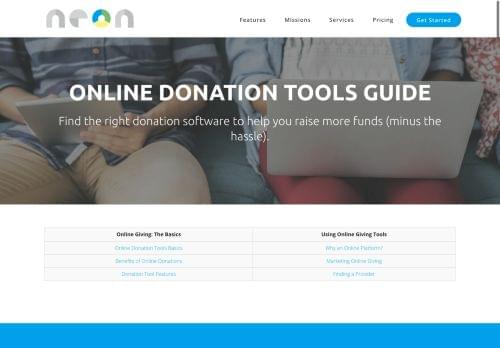 neon
Features Missions Services Pricing Get Started
ONLINE DONATION TOOLS GUIDE
Find the right donation software to help you raise more funds (minus the
hassle).
Online Giving: The Basics Using Online Giving Tools
Online Donation Tools Basics Why an Online Platform?
Benefits of Online Donations Marketing Online Giving
Donation Tool Features Finding a Provider